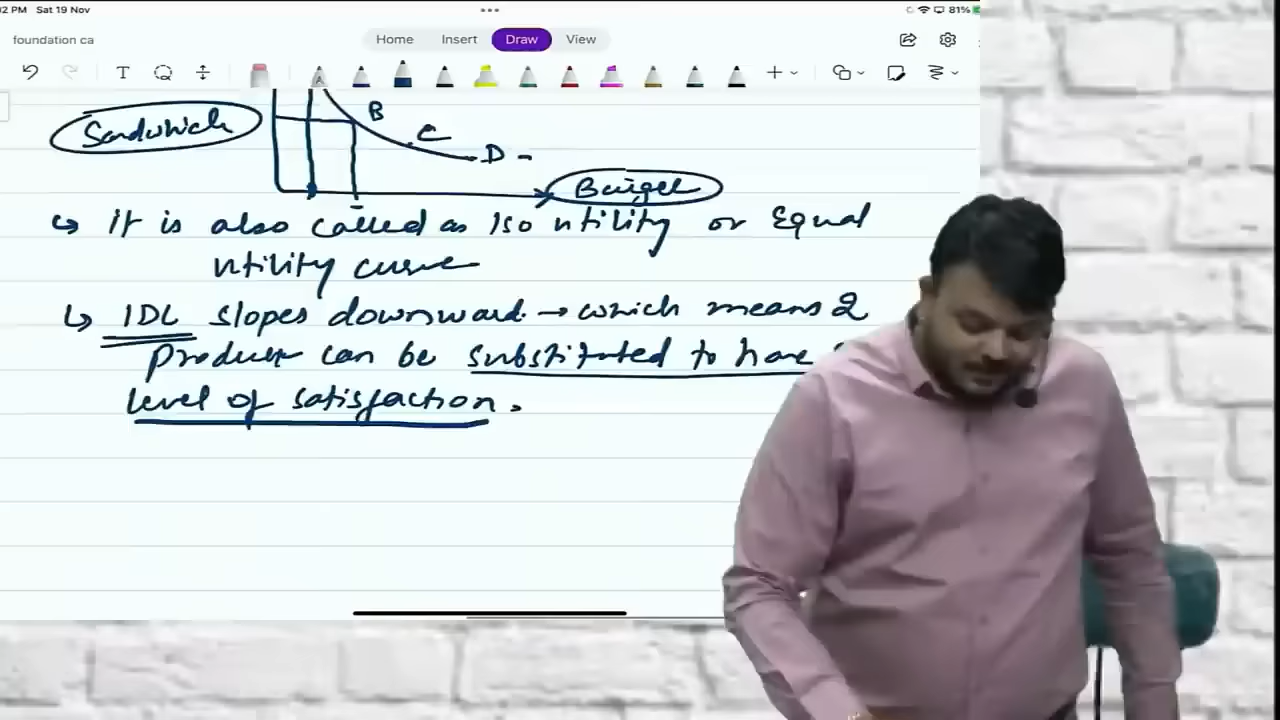 2 PM Sat 19 Nov
81%
foundation ca
Home Insert Draw View
Sandwich
B
C
D
Burger
It is also called as Iso utility or Equal
utility curve
IDC slopes downward → which means 2
Product can be substituted to have
level of satisfaction.